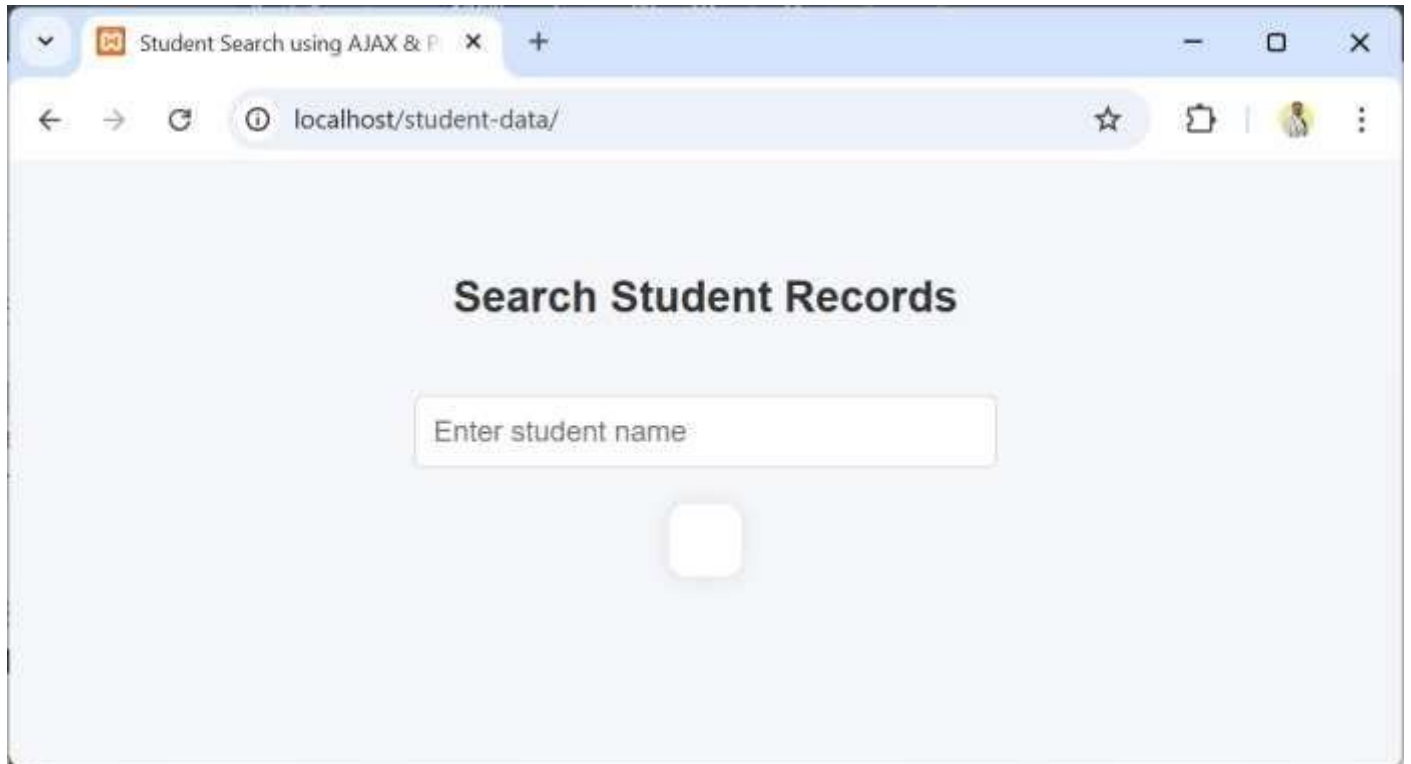 Student Search using AJAX & P
localhost/student-data/
Search Student Records
Enter student name